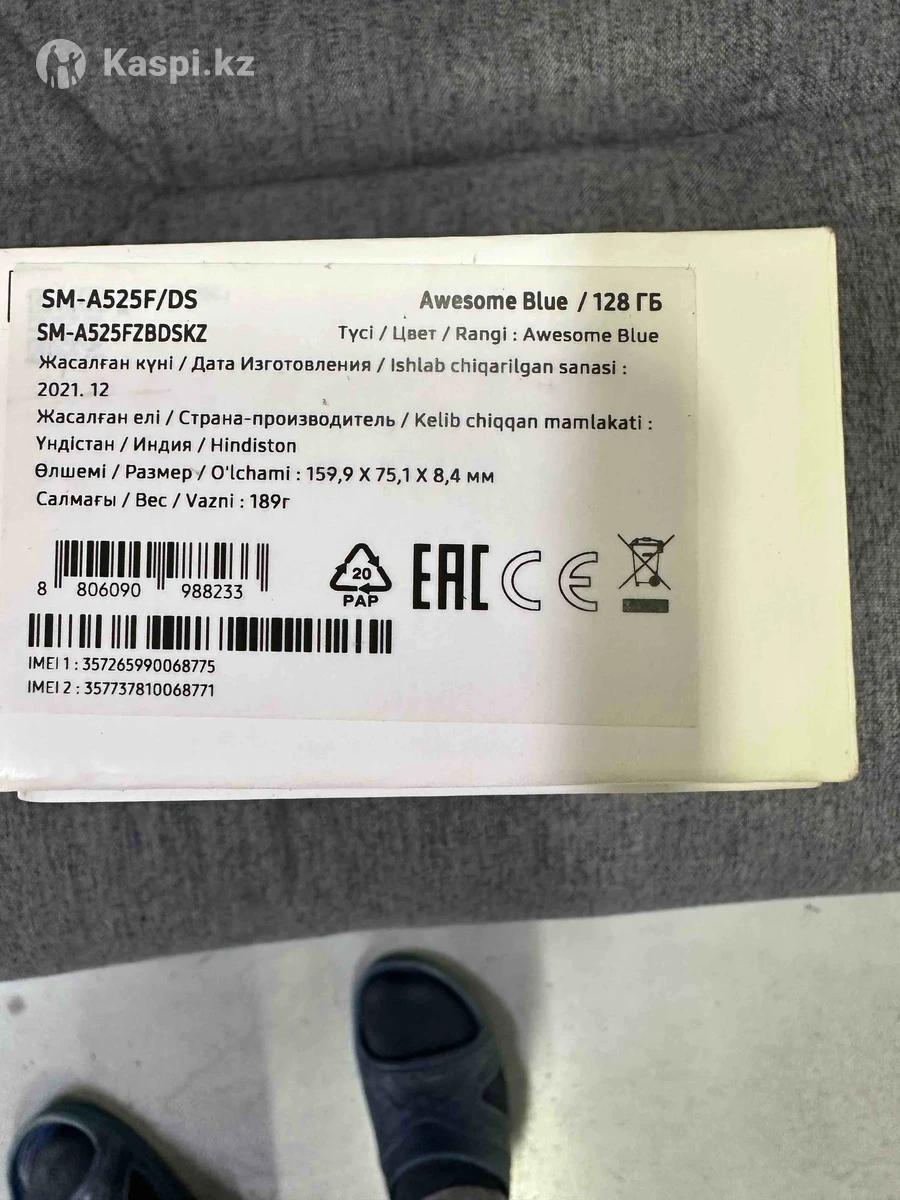 Kaspi.kz
SM-A525F/DS Awesome Blue / 128 ГБ
SM-A525FZBDSKZ Түсі / Цвет / Rangi : Awesome Blue
Жасалған күні / Дата Изготовления / Ishlab chiqarilgan sanasi :
2021. 12
Жасалған елі / Страна-производитель / Kelib chiqqan mamlakati :
Үндістан / Индия / Hindiston
Өлшемі / Размер / O'lchami : 159,9 X 75,1 X 8,4 мм
Салмағы / Вес / Vazni : 189г
8 806090 988233
20
PAP
EAC
CE
IMEI 1 : 357265990068775
IMEI 2 : 357737810068771